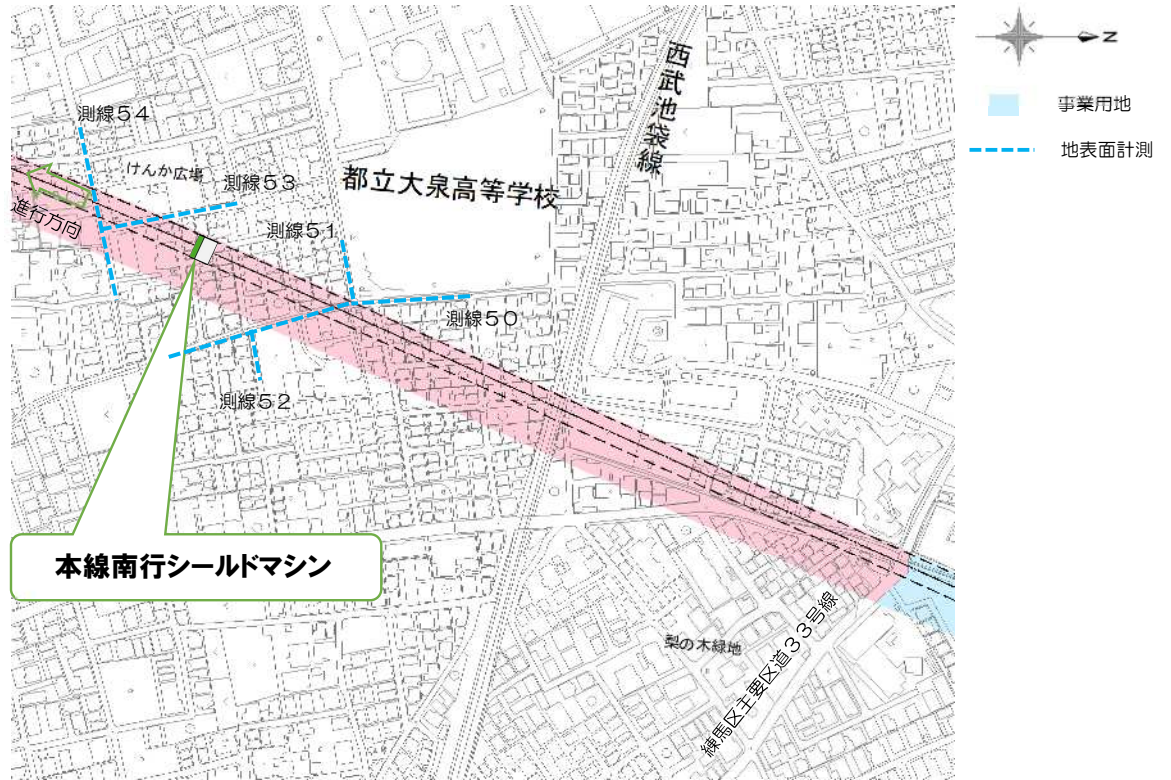 測線54
けんか広場
測線53
進行方向
測線51
都立大泉高等学校
西武池袋線
測線50
測線52
本線南行シールドマシン
梨の木緑地
練馬区主要区道33号線
N
事業用地
地表面計測